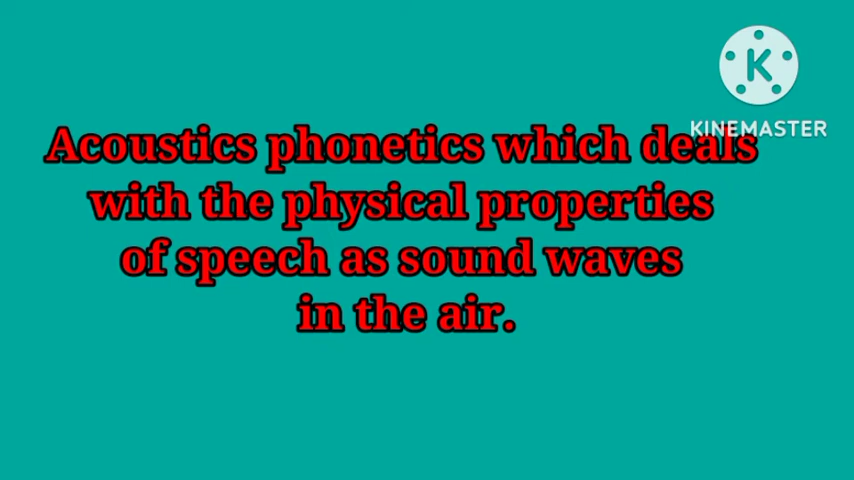 K
KINEMASTER
Acoustics phonetics which deals
with the physical properties
of speech as sound waves
in the air.